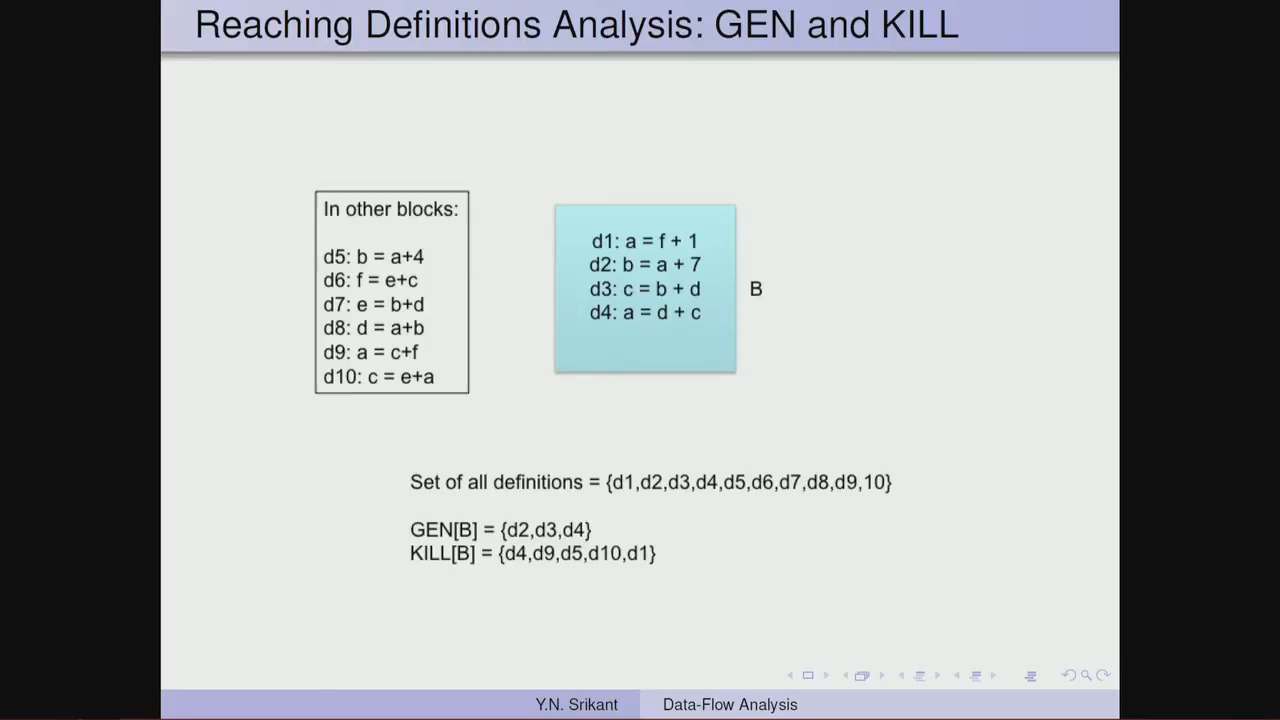 Reaching Definitions Analysis: GEN and KILL
In other blocks:
d5: b = a+4
d6: f = e+c
d7: e = b+d
d8: d = a+b
d9: a = c+f
d10: c = e+a
d1: a = f + 1
d2: b = a + 7
d3: c = b + d
d4: a = d + c
B
Set of all definitions = {d1,d2,d3,d4,d5,d6,d7,d8,d9,10}
GEN[B] = {d2,d3,d4}
KILL[B] = {d4,d9,d5,d10,d1}
Y.N. Srikant
Data-Flow Analysis